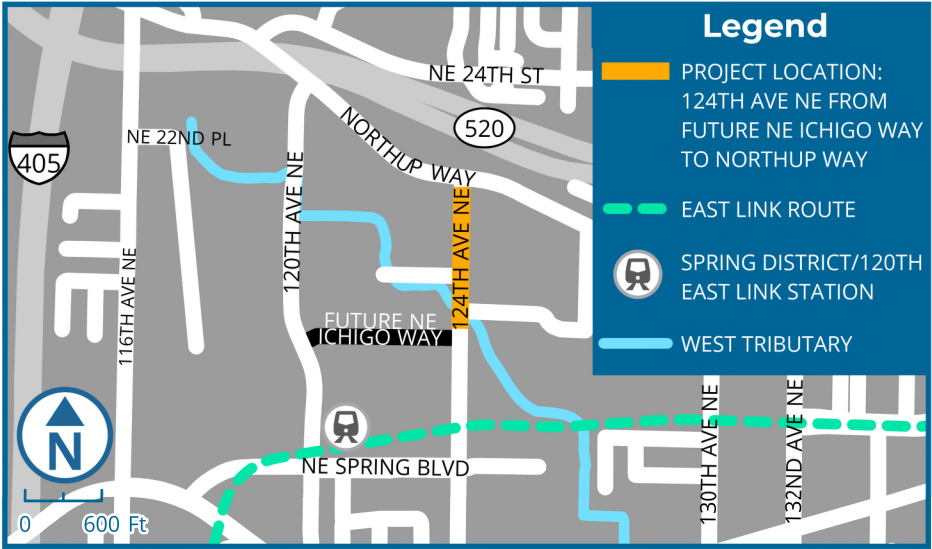 Legend
PROJECT LOCATION:
124TH AVE NE FROM
FUTURE NE ICHIGO WAY
TO NORTHUP WAY
EAST LINK ROUTE
SPRING DISTRICT/120TH
EAST LINK STATION
WEST TRIBUTARY
NE 24TH ST
520
405
NE 22ND PL
NORTHUP WAY
116TH AVE NE
120TH AVE NE
124TH AVE NE
FUTURE NE
ICHIGO WAY
NE SPRING BLVD
130TH AVE NE
132ND AVE NE
N
0 600 Ft